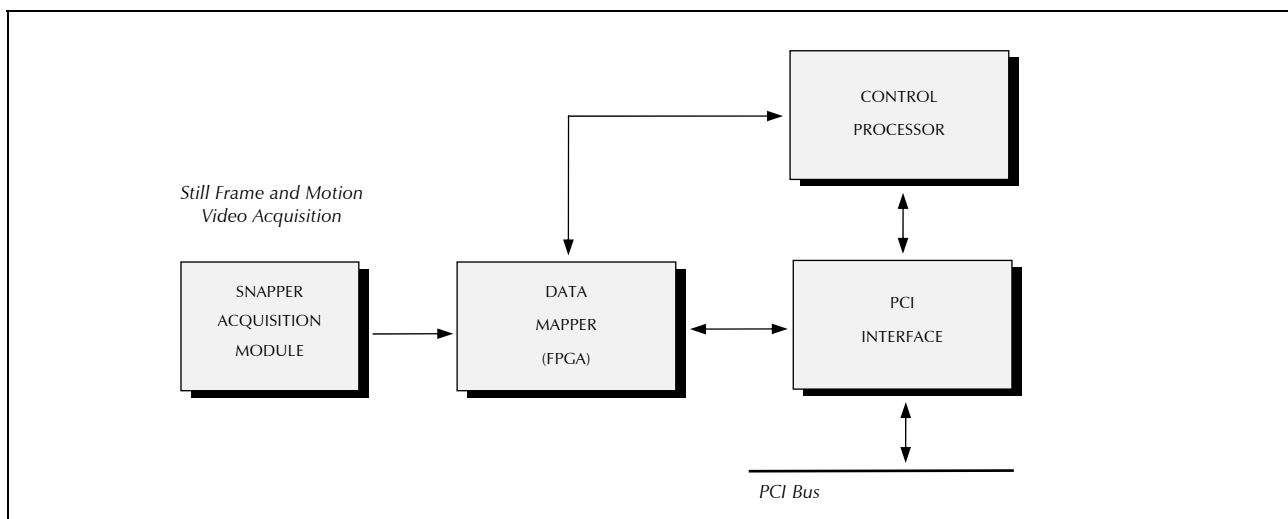 CONTROL
PROCESSOR
Still Frame and Motion
Video Acquisition
SNAPPER
ACQUISITION
MODULE
DATA
MAPPER
(FPGA)
PCI
INTERFACE
PCI Bus